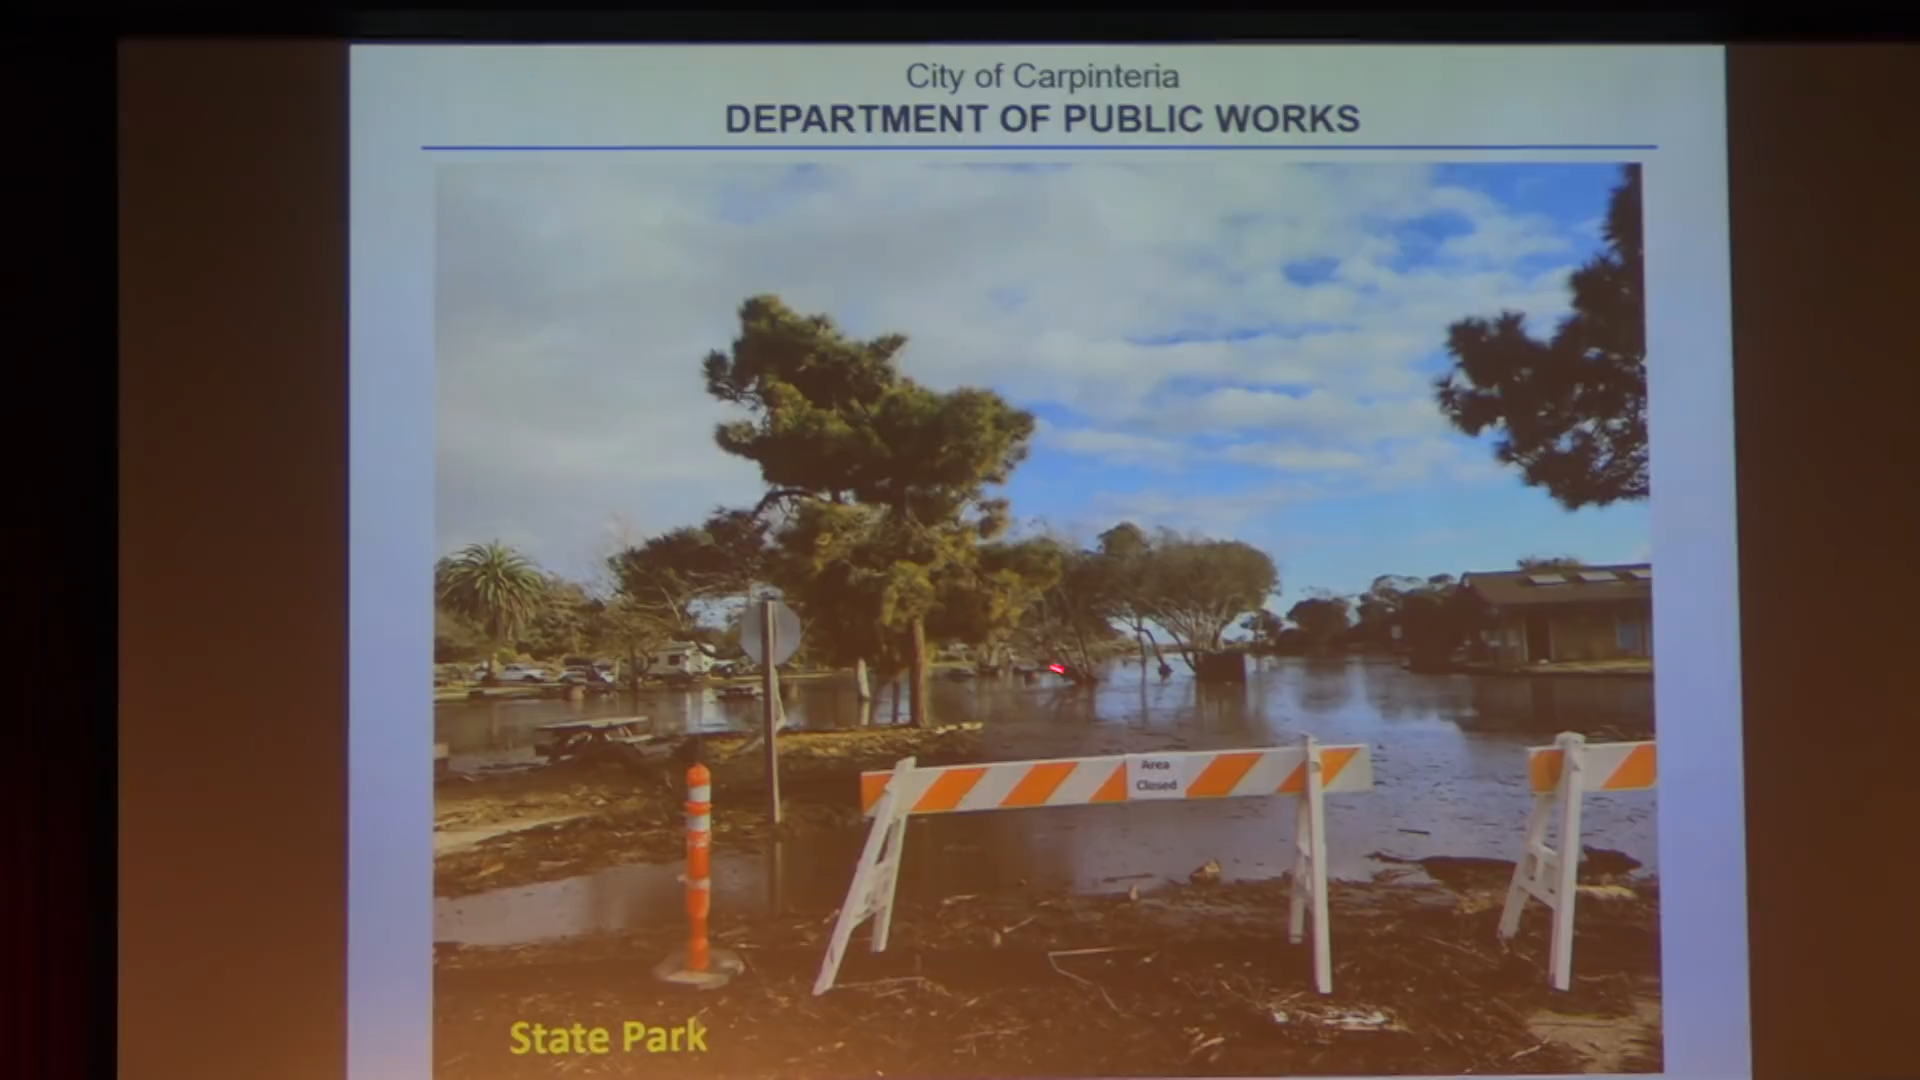 City of Carpinteria
DEPARTMENT OF PUBLIC WORKS
Area
Closed
State Park